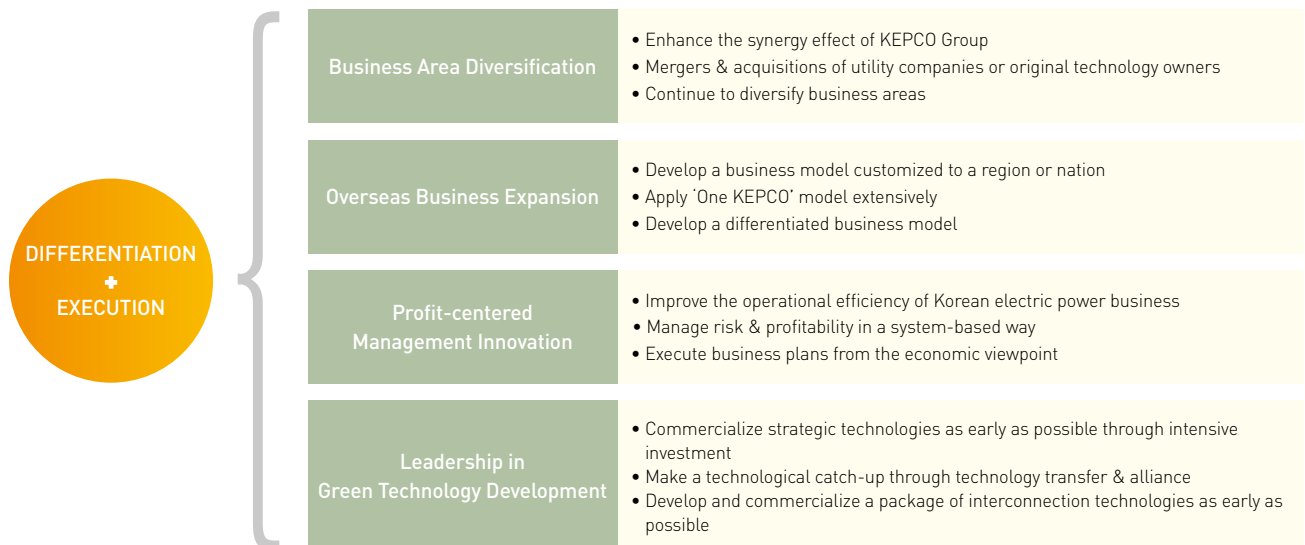 DIFFERENTIATION
+
EXECUTION
Business Area Diversification
• Enhance the synergy effect of KEPCO Group
• Mergers & acquisitions of utility companies or original technology owners
• Continue to diversify business areas
Overseas Business Expansion
• Develop a business model customized to a region or nation
• Apply ‘One KEPCO’ model extensively
• Develop a differentiated business model
Profit-centered
Management Innovation
• Improve the operational efficiency of Korean electric power business
• Manage risk & profitability in a system-based way
• Execute business plans from the economic viewpoint
Leadership in
Green Technology Development
• Commercialize strategic technologies as early as possible through intensive
investment
• Make a technological catch-up through technology transfer & alliance
• Develop and commercialize a package of interconnection technologies as early as
possible